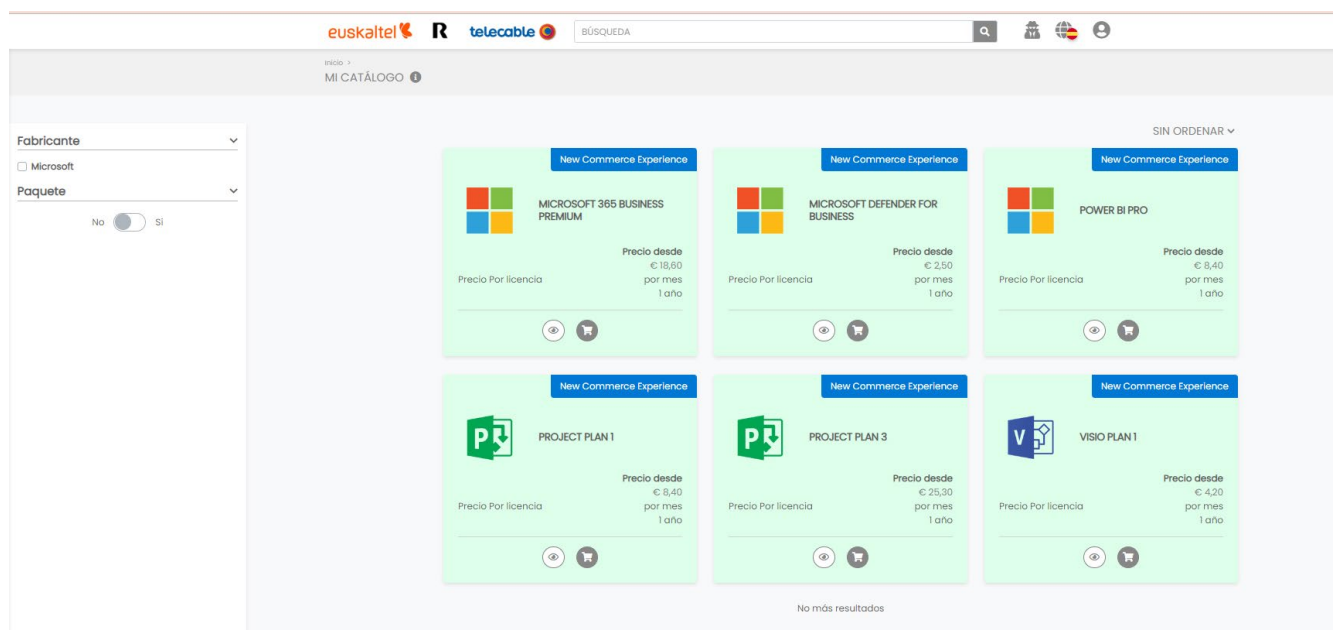 euskaltel R telecable BÚSQUEDA
Inicio >
MI CATÁLOGO
Fabricante
Microsoft
Paquete
No Sí
SIN ORDENAR
New Commerce Experience
MICROSOFT 365 BUSINESS
PREMIUM
Precio desde
€ 18,60
Precio Por licencia por mes
1 año
New Commerce Experience
MICROSOFT DEFENDER FOR
BUSINESS
Precio desde
€ 2,50
Precio Por licencia por mes
1 año
New Commerce Experience
POWER BI PRO
Precio desde
€ 8,40
Precio Por licencia por mes
1 año
New Commerce Experience
P
PROJECT PLAN 1
Precio desde
€ 8,40
Precio Por licencia por mes
1 año
New Commerce Experience
P
PROJECT PLAN 3
Precio desde
€ 25,30
Precio Por licencia por mes
1 año
New Commerce Experience
V
VISIO PLAN 1
Precio desde
€ 4,20
Precio Por licencia por mes
1 año
No más resultados